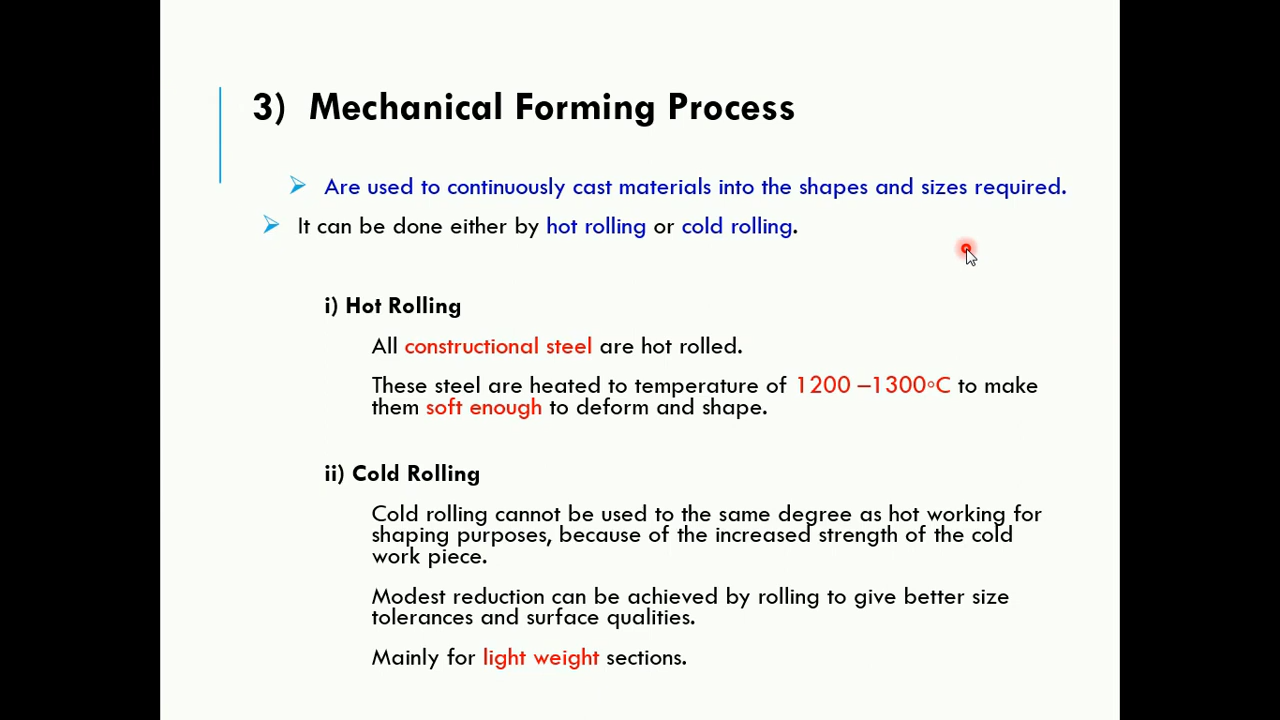 3) Mechanical Forming Process
Are used to continuously cast materials into the shapes and sizes required.
It can be done either by hot rolling or cold rolling.
i) Hot Rolling
All constructional steel are hot rolled.
These steel are heated to temperature of 1200 –1300◦C to make
them soft enough to deform and shape.
ii) Cold Rolling
Cold rolling cannot be used to the same degree as hot working for
shaping purposes, because of the increased strength of the cold
work piece.
Modest reduction can be achieved by rolling to give better size
tolerances and surface qualities.
Mainly for light weight sections.